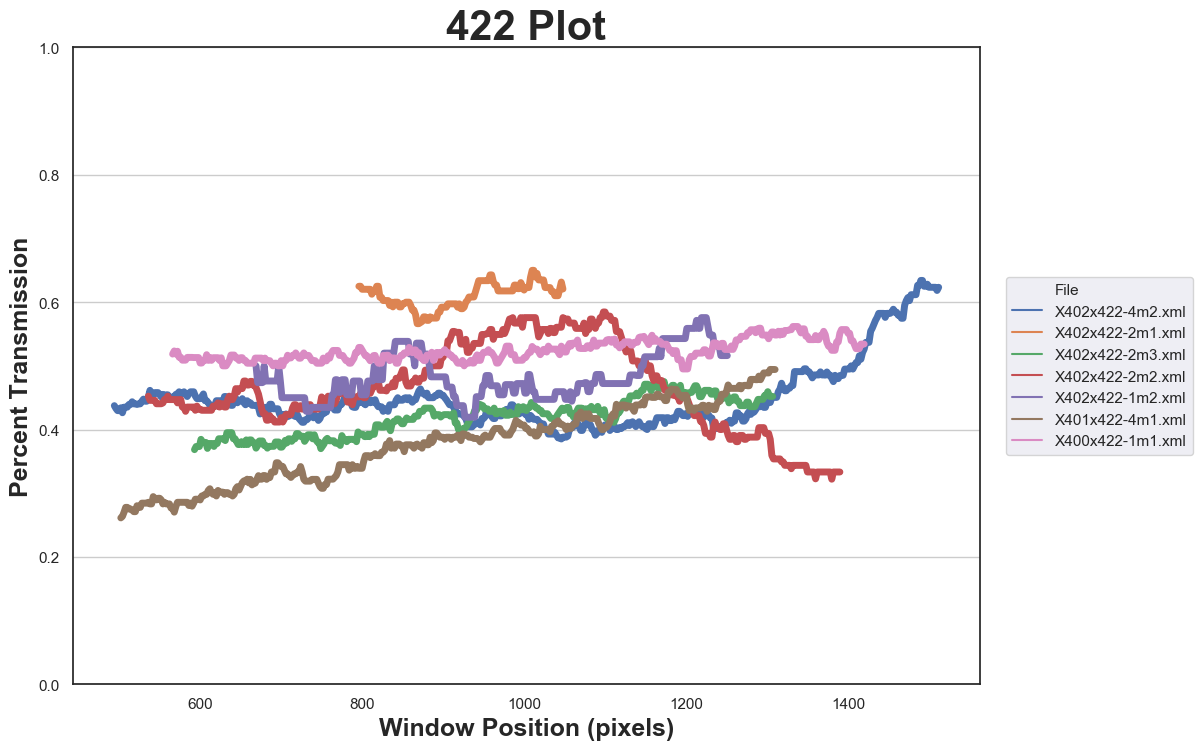 422 Plot
Percent Transmission
1.0
0.8
0.6
0.4
0.2
0.0
600
800
1000
1200
1400
Window Position (pixels)
File
X402x422-4m2.xml
X402x422-2m1.xml
X402x422-2m3.xml
X402x422-2m2.xml
X402x422-1m2.xml
X401x422-4m1.xml
X400x422-1m1.xml